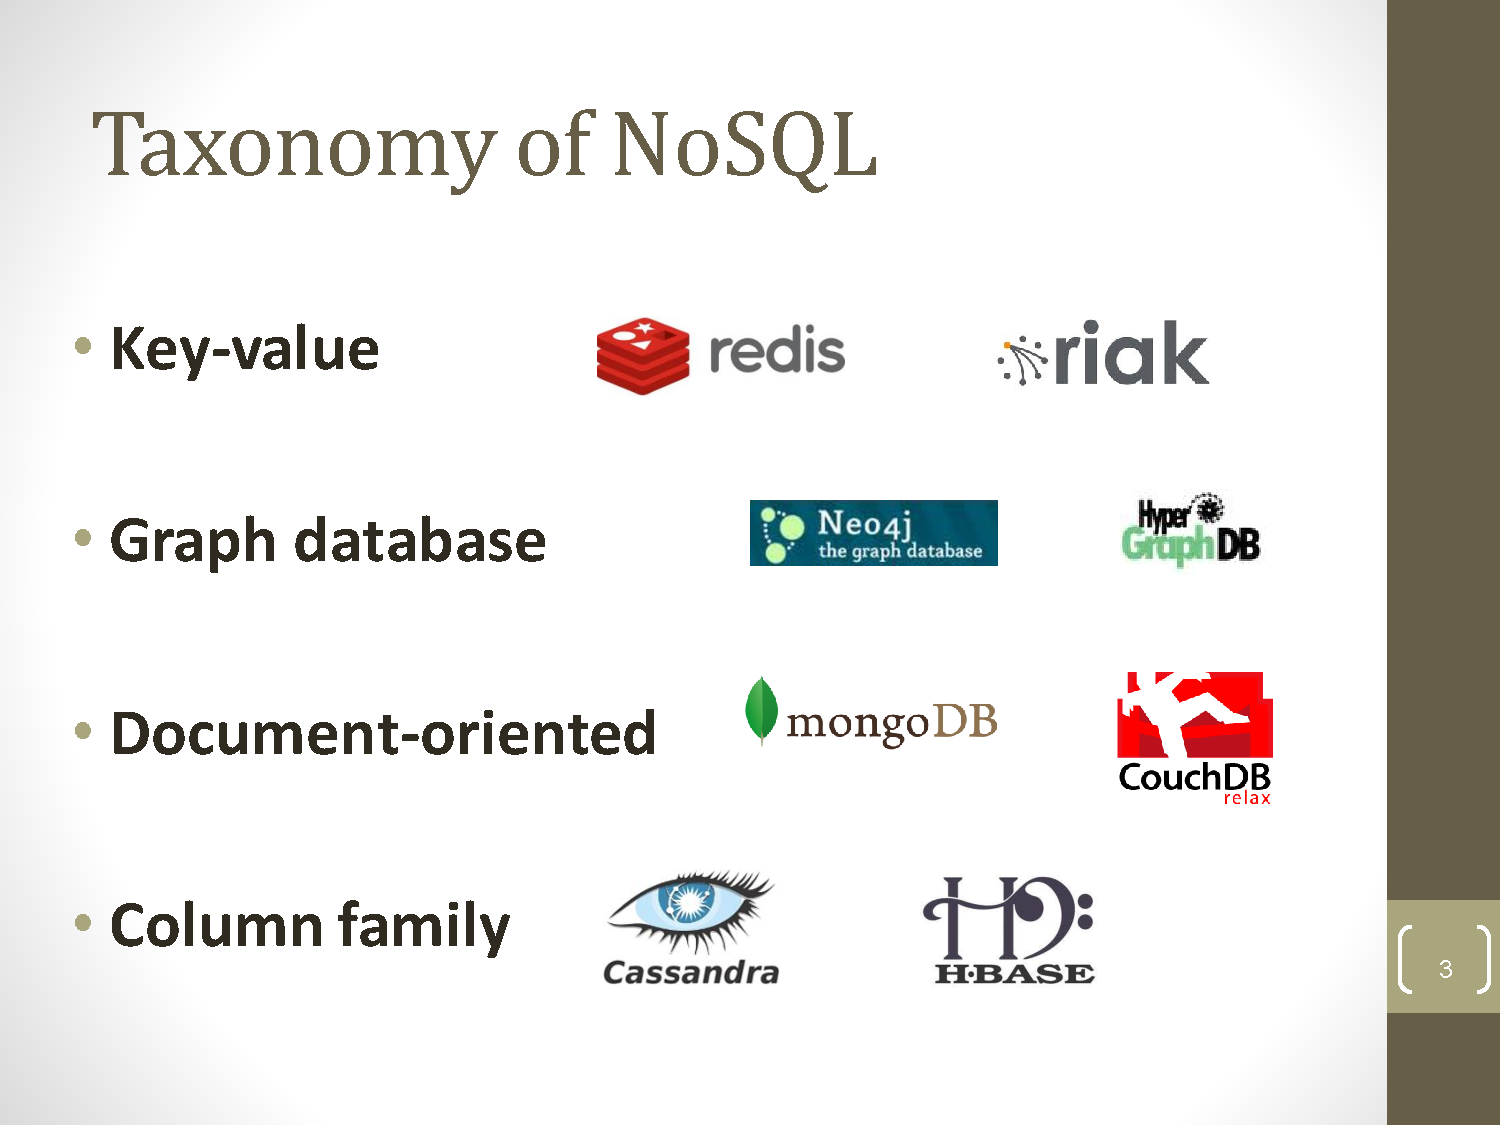 Taxonomy of NoSQL
• Key-value
redis
riak
• Graph database
Neo4j
the graph database
Hyper
GraphDB
• Document-oriented
mongoDB
CouchDB
relax
• Column family
Cassandra
H·BASE
3